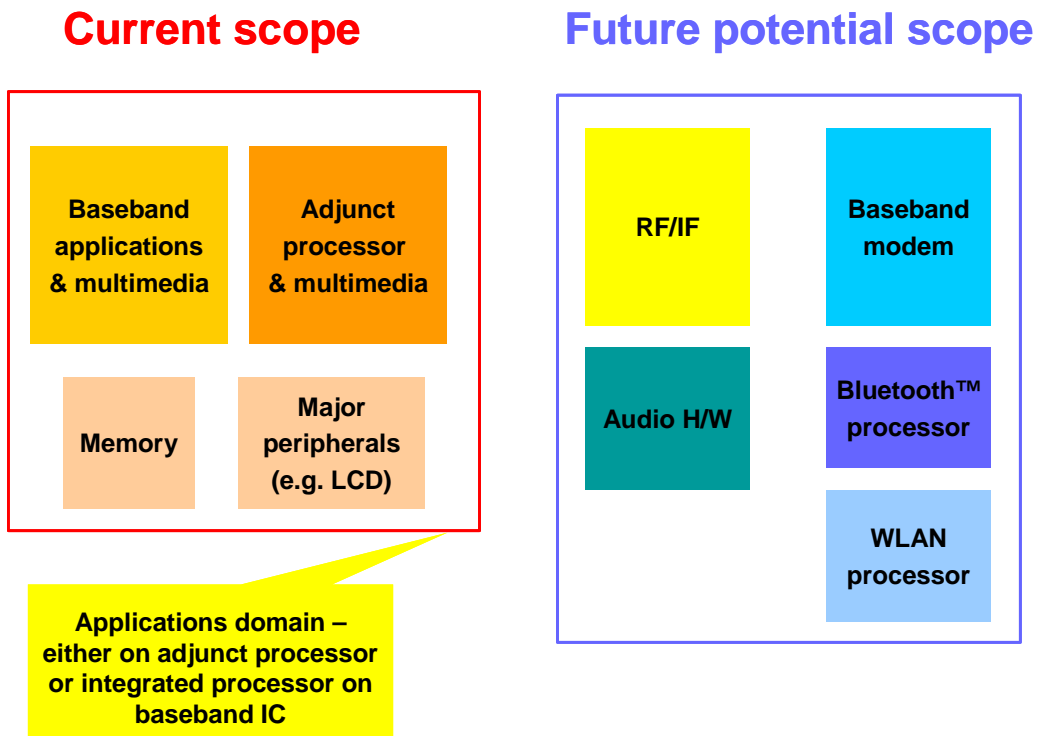 Current scope
Future potential scope
Baseband
applications
& multimedia
Adjunct
processor
& multimedia
Memory
Major
peripherals
(e.g. LCD)
Applications domain –
either on adjunct processor
or integrated processor on
baseband IC
RF/IF
Baseband
modem
Audio H/W
Bluetooth™
processor
WLAN
processor